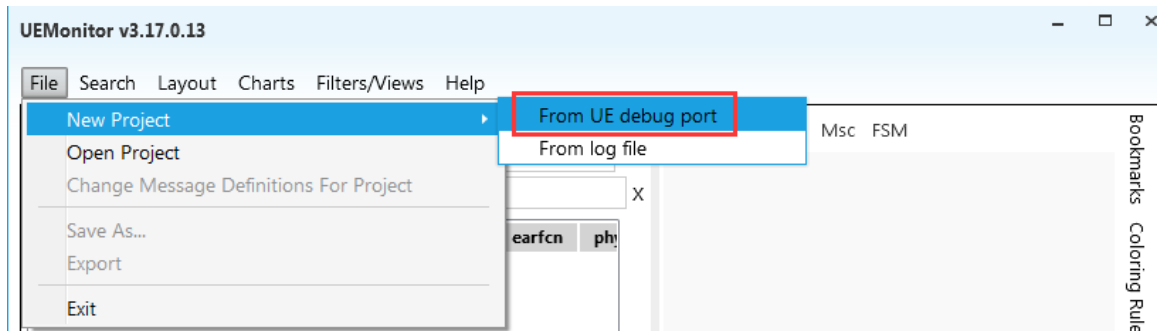 UEMonitor v3.17.0.13
File Search Layout Charts Filters/Views Help
New Project
From UE debug port
Msc FSM
Open Project
From log file
Change Message Definitions For Project
X
Save As...
earfcn
Export
Exit
Bookmarks
Coloring Rule